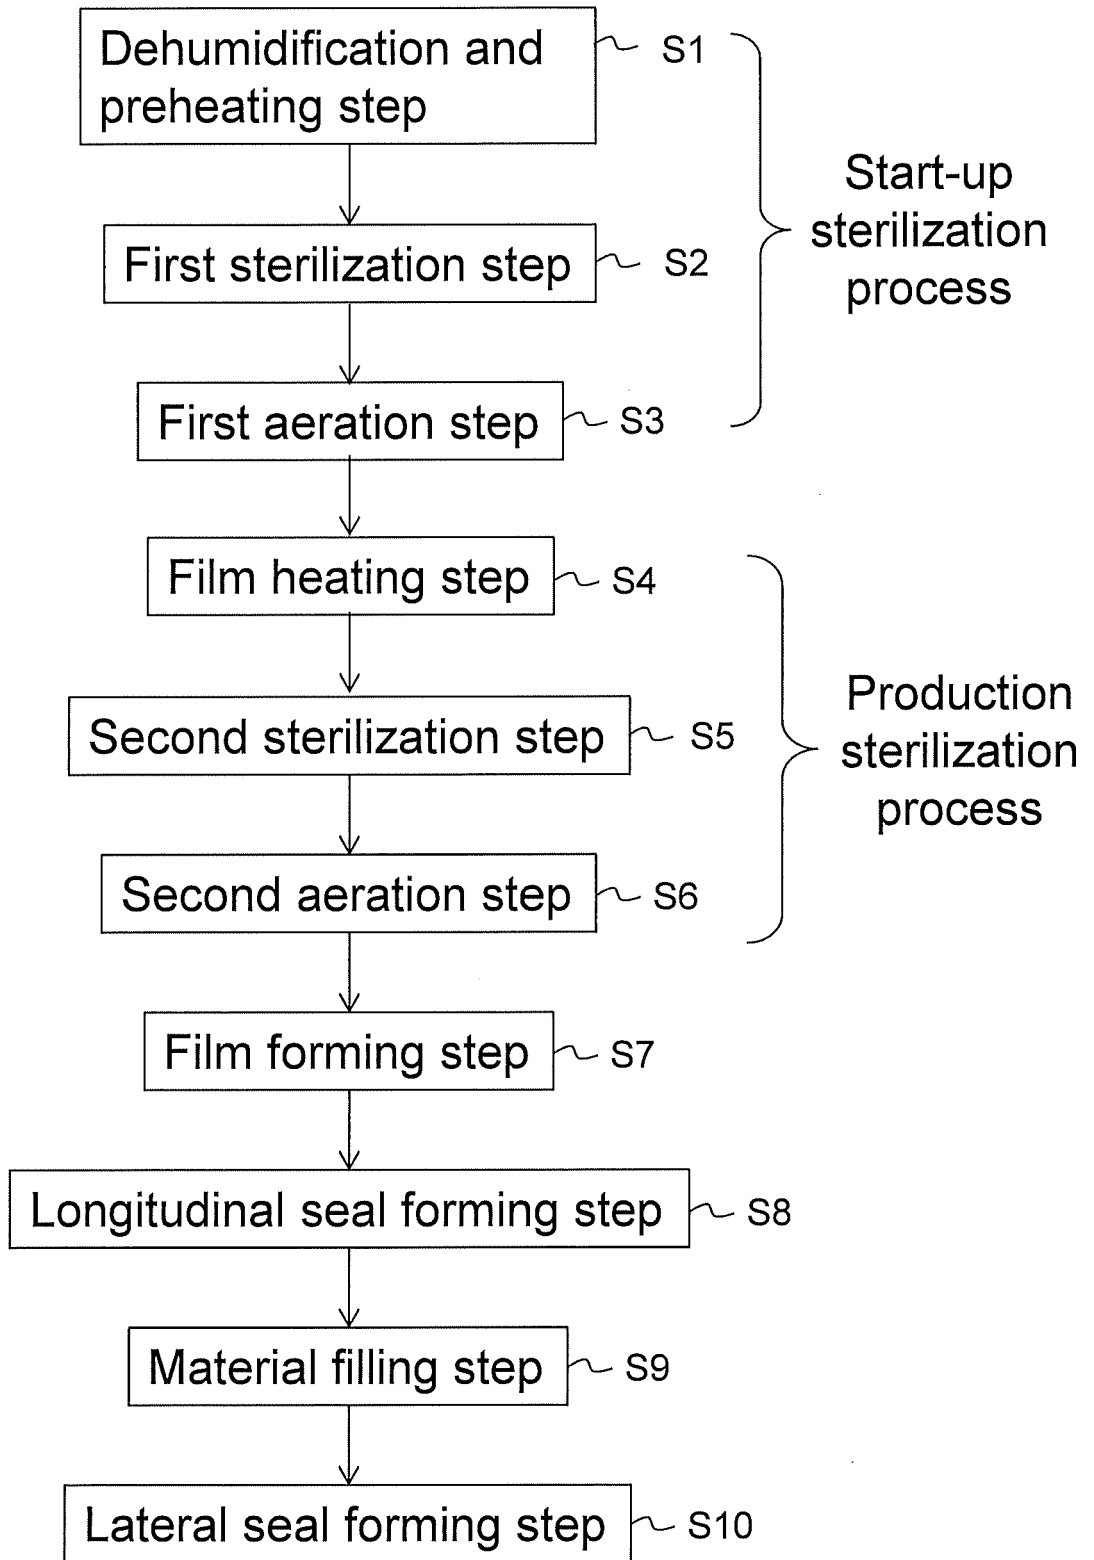 Dehumidification and
preheating step
S1
First sterilization step
S2
First aeration step
S3
Start-up
sterilization
process
Film heating step
S4
Second sterilization step
S5
Second aeration step
S6
Production
sterilization
process
Film forming step
S7
Longitudinal seal forming step
S8
Material filling step
S9
Lateral seal forming step
S10